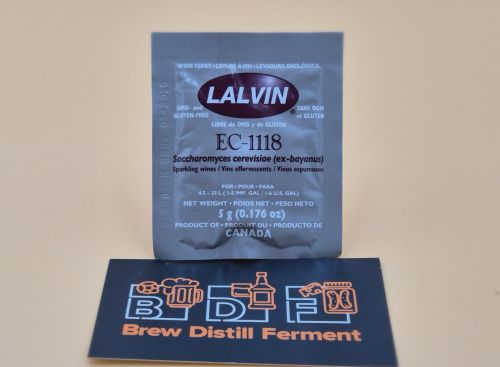 WINE YEAST • LEVURE À VIN • LEVADURA ENOLÓGICA
LALVIN®
GMO- and
GLUTEN-FREE
SANS OGM
ni GLUTEN
LIBRE de OMG y de GLUTEN
EC-1118
Saccharomyces cerevisiae (ex-bayanus)
Sparkling wines / Vins effervescents / Vinos espumosos
FOR • POUR • PARA
4.5 – 23 L ( 1-5 IMP. GAL / 1-6 U.S. GAL)
NET WEIGHT • POIDS NET • PESO NETO
5 g (0.176 oz)
PRODUCT OF • PRODUIT DU • PRODUCTO DE
CANADA
B D F
Brew Distill Ferment